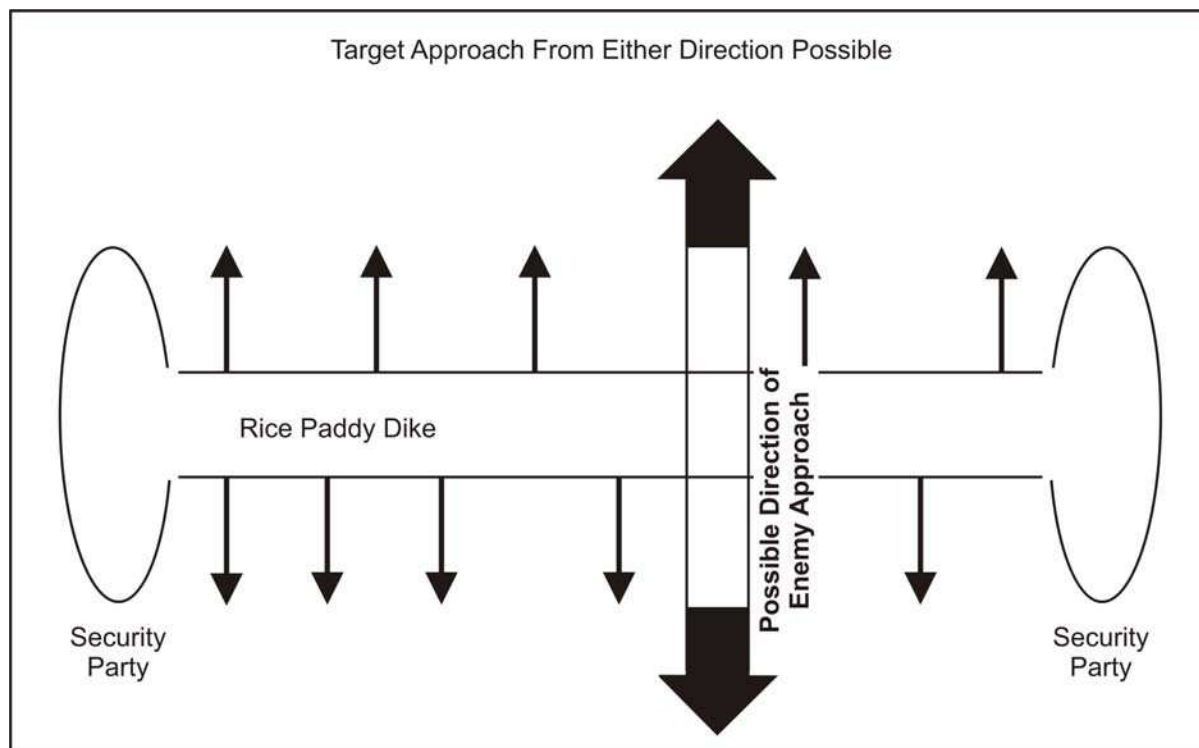 Target Approach From Either Direction Possible
Rice Paddy Dike
Possible Direction of
Enemy Approach
Security
Party
Security
Party